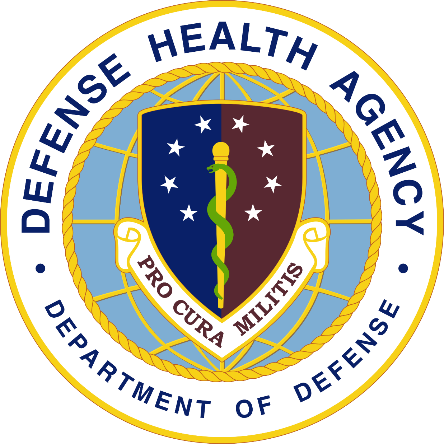 DEFENSE HEALTH AGENCY
PRO CURA MILITIS
• DEPARTMENT OF DEFENSE •